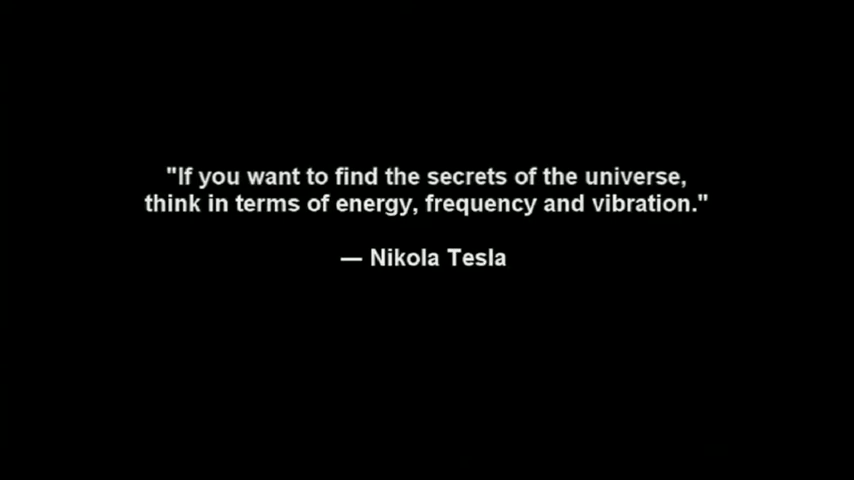 "If you want to find the secrets of the universe,
think in terms of energy, frequency and vibration."
— Nikola Tesla